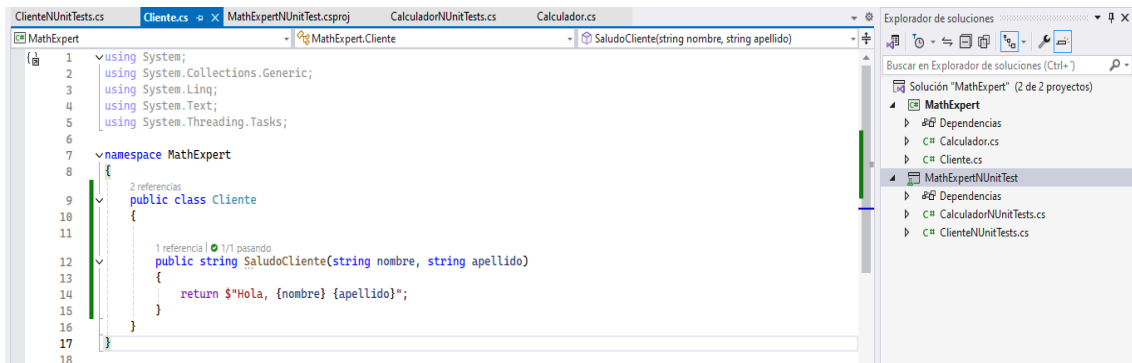 ClienteNUnitTests.cs Cliente.cs MathExpertNUnitTest.csproj CalculadorNUnitTests.cs Calculador.cs
MathExpert MathExpert.Cliente SaludoCliente(string nombre, string apellido)
1 using System;
2 using System.Collections.Generic;
3 using System.Linq;
4 using System.Text;
5 using System.Threading.Tasks;
6
7 namespace MathExpert
8 {
2 referencias
9 public class Cliente
10 {
11
1 referencia | 1/1 pasando
12 public string SaludoCliente(string nombre, string apellido)
13 {
14 return $"Hola, {nombre} {apellido}";
15 }
16 }
17 }
18
Explorador de soluciones
Buscar en Explorador de soluciones (Ctrl+´)
Solución "MathExpert" (2 de 2 proyectos)
C# MathExpert
Dependencias
C# Calculador.cs
C# Cliente.cs
MathExpertNUnitTest
Dependencias
C# CalculadorNUnitTests.cs
C# ClienteNUnitTests.cs